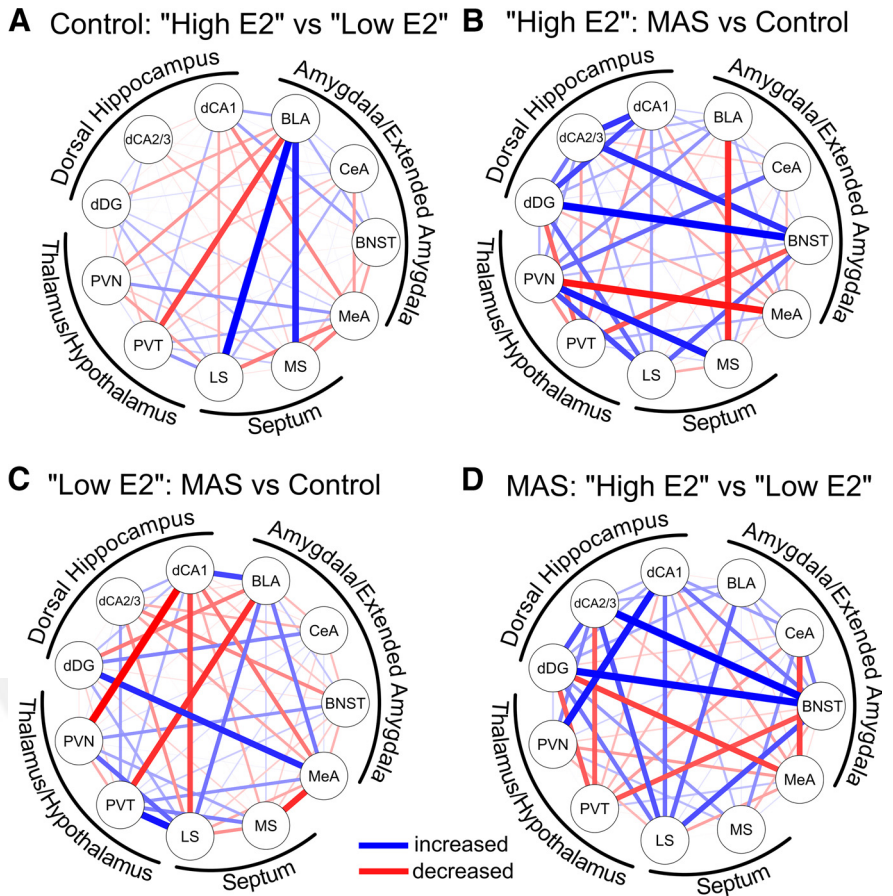 A Control: "High E2" vs "Low E2"
Dorsal Hippocampus
Amygdala/Extended Amygdala
Thalamus/Hypothalamus
Septum
dCA1
BLA
dCA2/3
CeA
dDG
BNST
PVN
MeA
PVT
LS
MS
B "High E2": MAS vs Control
Dorsal Hippocampus
Amygdala/Extended Amygdala
Thalamus/Hypothalamus
Septum
dCA1
BLA
dCA2/3
CeA
dDG
BNST
PVN
MeA
PVT
LS
MS
C "Low E2": MAS vs Control
Dorsal Hippocampus
Amygdala/Extended Amygdala
Thalamus/Hypothalamus
Septum
dCA1
BLA
dCA2/3
CeA
dDG
BNST
PVN
MeA
PVT
LS
MS
D MAS: "High E2" vs "Low E2"
Dorsal Hippocampus
Amygdala/Extended Amygdala
Thalamus/Hypothalamus
Septum
dCA1
BLA
dCA2/3
CeA
dDG
BNST
PVN
MeA
PVT
LS
MS
increased
decreased